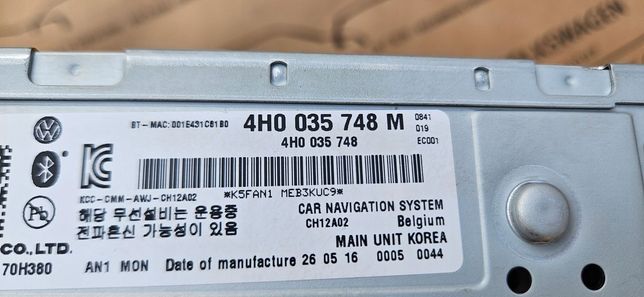 VOLKSWAGEN
BT-MAC:001E431C81B0
4H0 035 748 M
0841
019
4H0 035 748
EC001
KCC-CMM-AWJ-CH12A02
*K5FAN1 MEB3KUC9*
해당 무선설비는 운용중
전파혼신 가능성이 있음
CAR NAVIGATION SYSTEM
CH12A02 Belgium
MAIN UNIT KOREA
CO.,LTD.
70H380 AN1 MON Date of manufacture 26 05 16 0005 0044
Pb